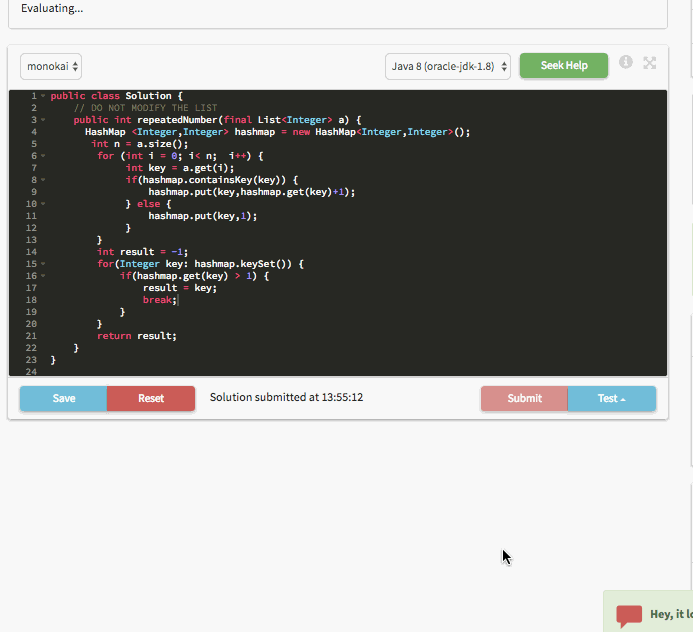 Evaluating...
monokai
Java 8 (oracle-jdk-1.8)
Seek Help
1 public class Solution {
2 // DO NOT MODIFY THE LIST
3 public int repeatedNumber(final List<Integer> a) {
4 HashMap <Integer,Integer> hashmap = new HashMap<Integer,Integer>();
5 int n = a.size();
6 for (int i = 0; i< n; i++) {
7 int key = a.get(i);
8 if(hashmap.containsKey(key)) {
9 hashmap.put(key,hashmap.get(key)+1);
10 } else {
11 hashmap.put(key,1);
12 }
13 }
14 int result = -1;
15 for(Integer key: hashmap.keySet()) {
16 if(hashmap.get(key) > 1) {
17 result = key;
18 break;
19 }
20 }
21 return result;
22 }
23 }
24
Save
Reset
Solution submitted at 13:55:12
Submit
Test
Hey, it lo